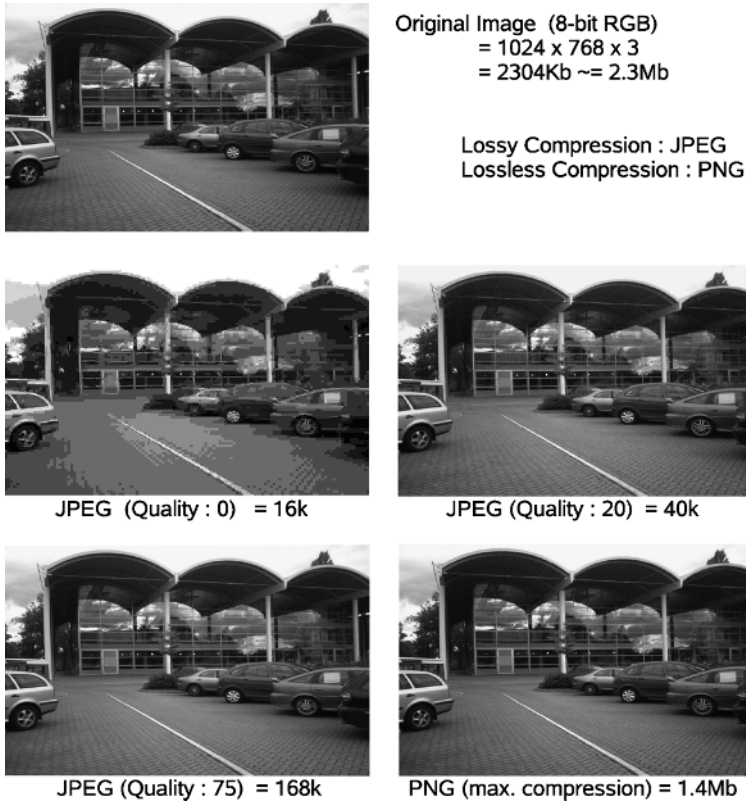 Original Image (8-bit RGB)
= 1024 x 768 x 3
= 2304Kb ~= 2.3Mb
Lossy Compression : JPEG
Lossless Compression : PNG
JPEG (Quality : 0) = 16k
JPEG (Quality : 20) = 40k
JPEG (Quality : 75) = 168k
PNG (max. compression) = 1.4Mb